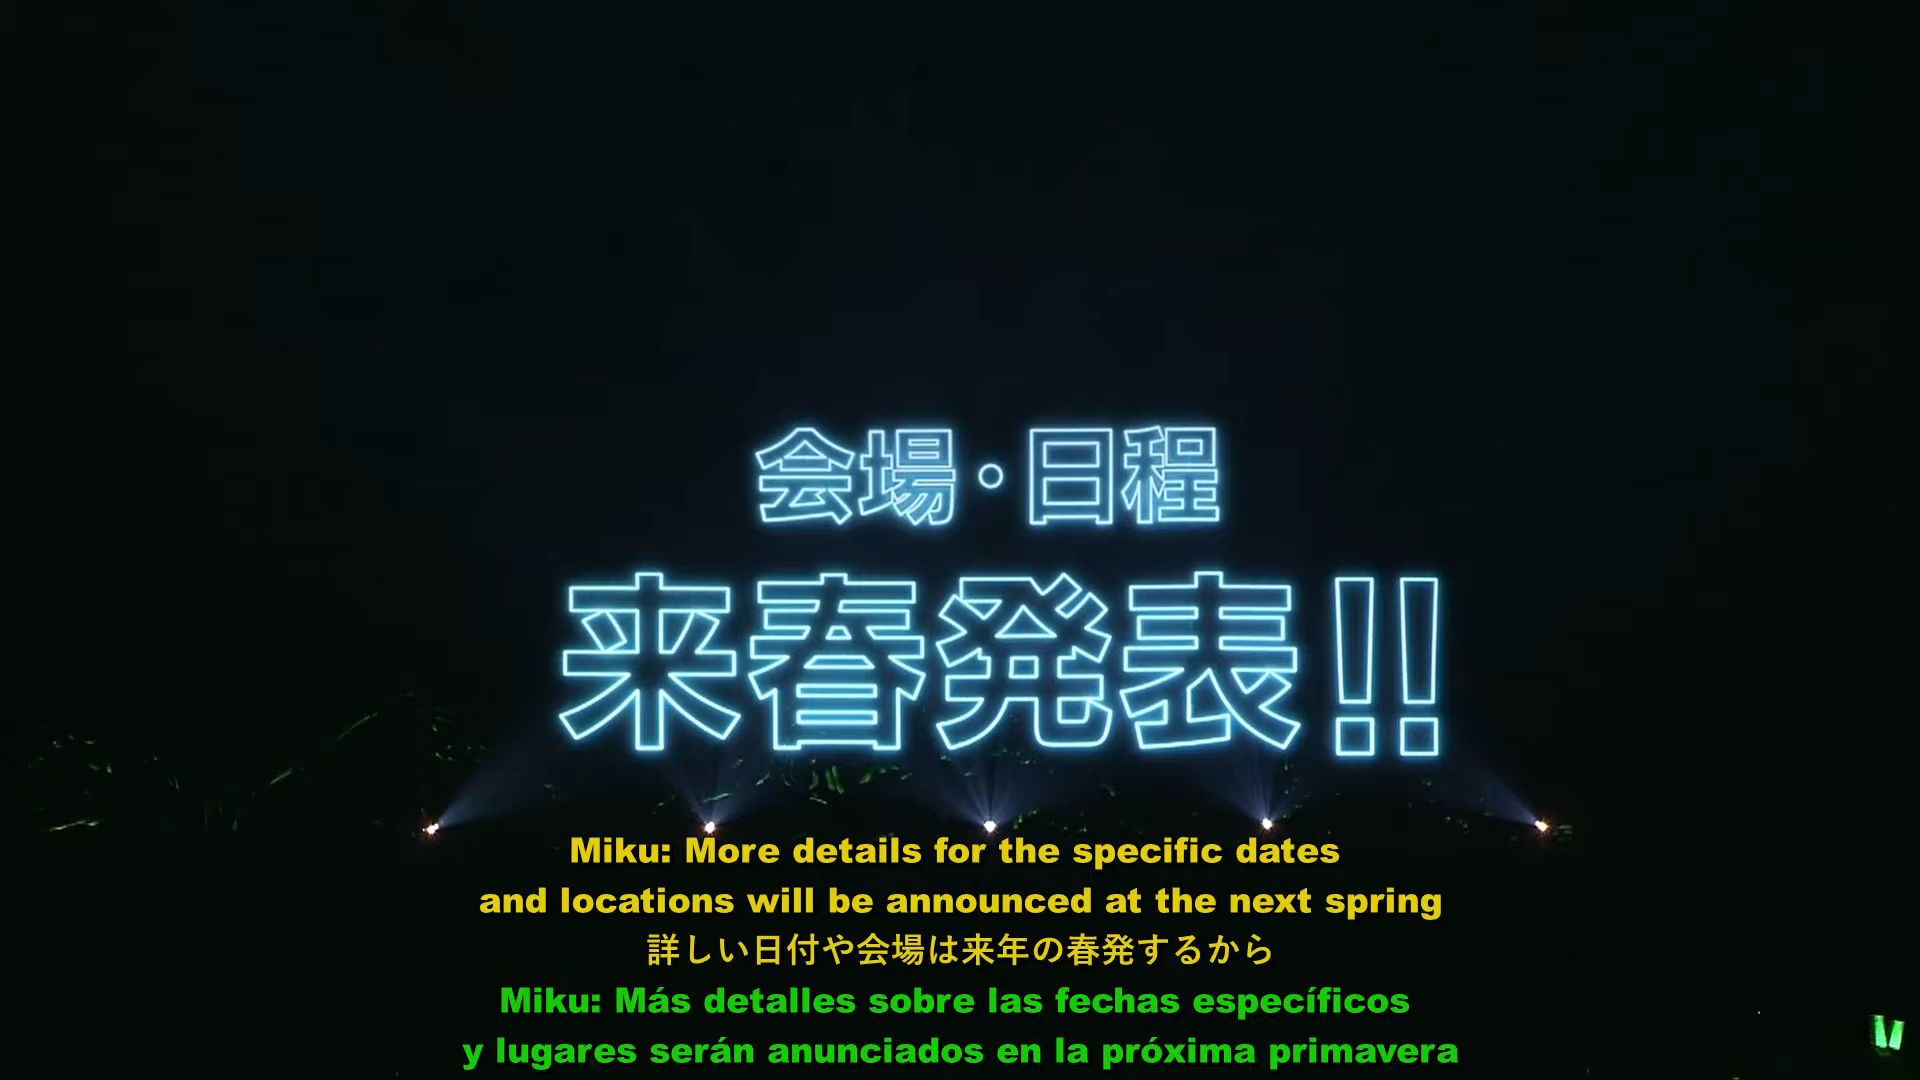 会場・日程
来春発表!!
Miku: More details for the specific dates
and locations will be announced at the next spring
詳しい日付や会場は来年の春発するから
Miku: Más detalles sobre las fechas específicos
y lugares serán anunciados en la próxima primavera